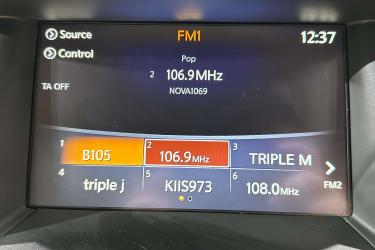 Source
FM1
12:37
Control
Pop
2 106.9MHz
TA OFF
NOVA1069
1 B105
2 106.9MHz
3 TRIPLE M
4 triple j
5 KIIS973
6 108.0MHz
FM2